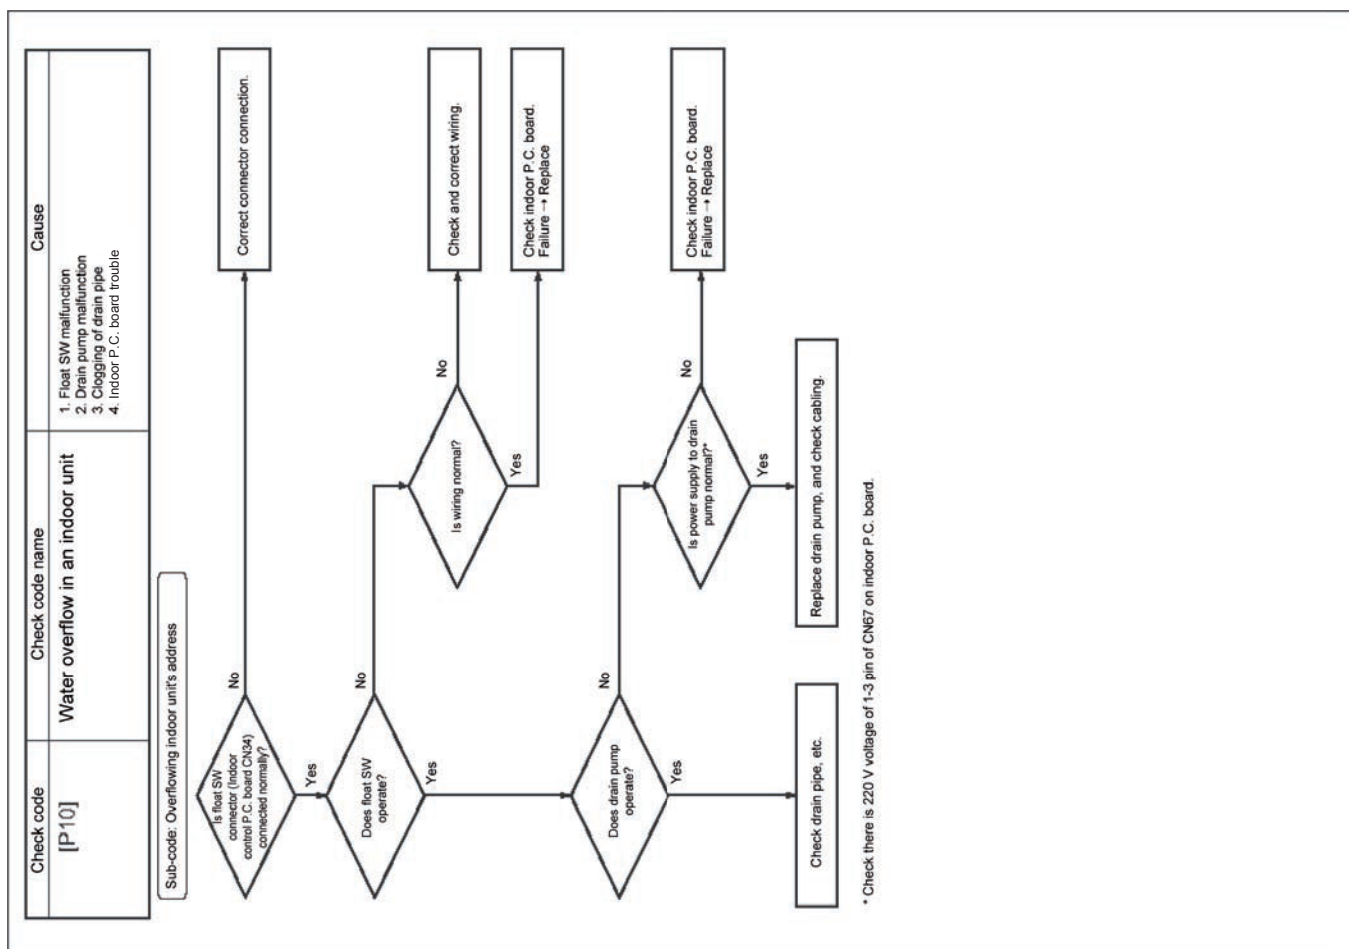 Check code
Check code name
Cause
[P10]
Water overflow in an indoor unit
1. Float SW malfunction
2. Drain pump malfunction
3. Clogging of drain pipe
4. Indoor P.C. board trouble
Sub-code: Overflowing indoor unit's address
Is float SW
connector (Indoor
control P.C. board CN34)
connected normally?
No
Correct connector connection.
Yes
Does float SW
operate?
No
Is wiring normal?
No
Check and correct wiring.
Yes
Check indoor P.C. board.
Failure → Replace
Yes
Does drain pump
operate?
No
Is power supply to drain
pump normal?*
No
Check indoor P.C. board.
Failure → Replace
Yes
Replace drain pump, and check cabling.
Yes
Check drain pipe, etc.
* Check there is 220 V voltage of 1-3 pin of CN67 on indoor P.C. board.